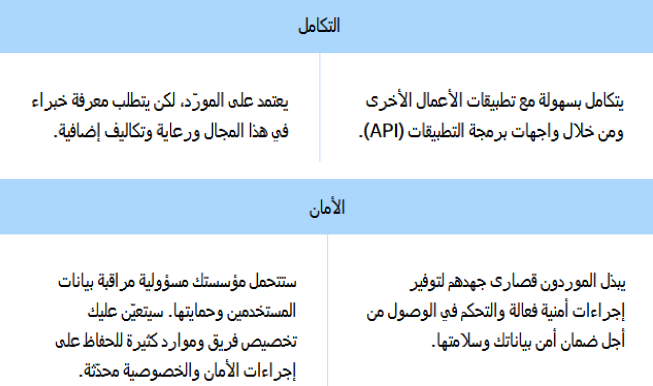 التكامل
يتكامل بسهولة مع تطبيقات الأعمال الأخرى
ومن خلال واجهات برمجة التطبيقات (API).
يعتمد على المورّد، لكن يتطلب معرفة خبراء
في هذا المجال ورعاية وتكاليف إضافية.
الأمان
يبذل الموردون قصارى جهدهم لتوفير
إجراءات أمنية فعالة والتحكم في الوصول من
أجل ضمان أمن بياناتك وسلامتها.
ستتحمل مؤسستك مسؤولية مراقبة بيانات
المستخدمين وحمايتها. سيتعيّن عليك
تخصيص فريق وموارد كثيرة للحفاظ على
إجراءات الأمان والخصوصية محدّثة.